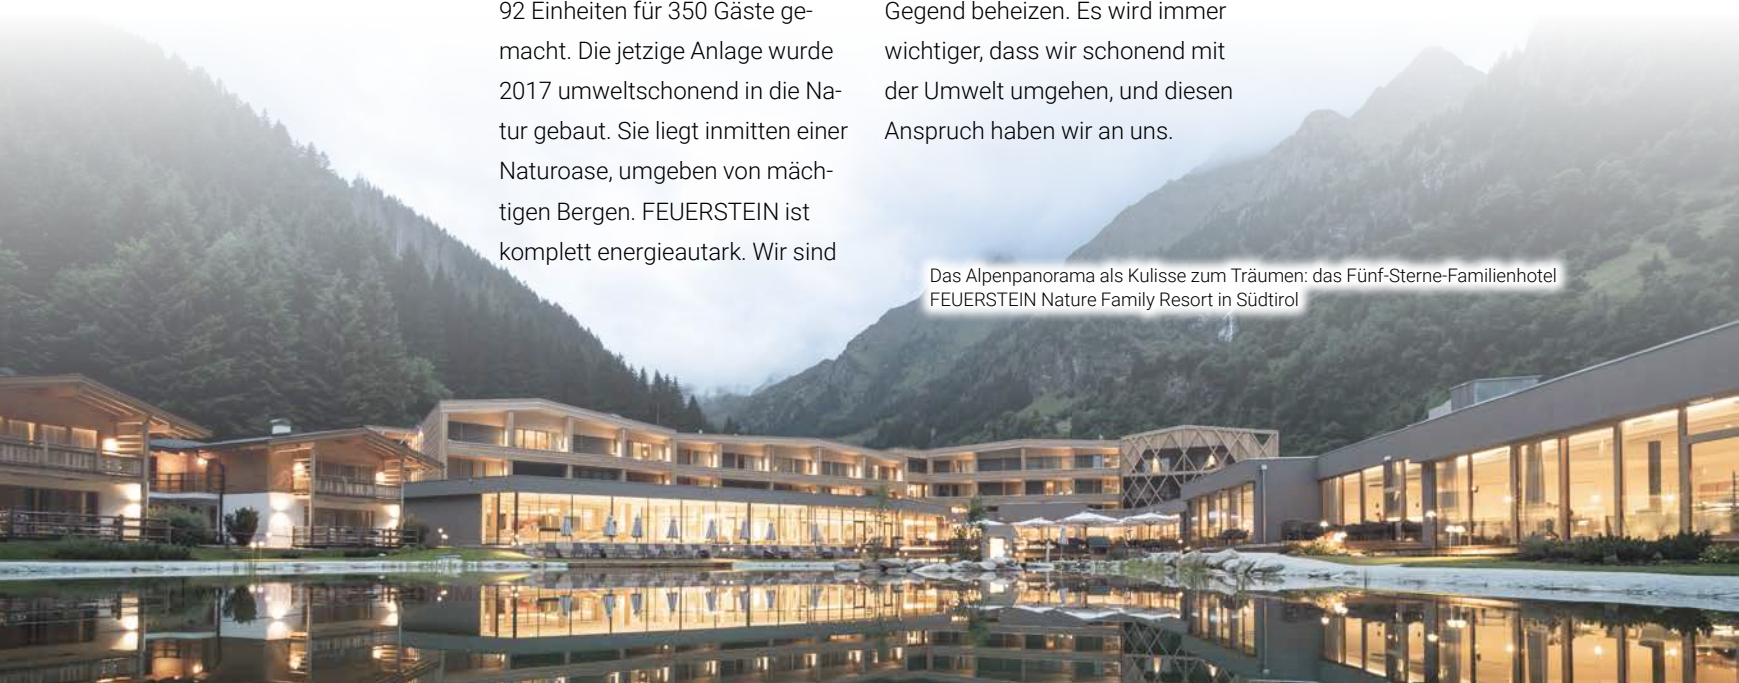 92 Einheiten für 350 Gäste ge-
macht. Die jetzige Anlage wurde
2017 umweltschonend in die Na-
tur gebaut. Sie liegt inmitten einer
Naturoase, umgeben von mäch-
tigen Bergen. FEUERSTEIN ist
komplett energieautark. Wir sind
Gegend beheizen. Es wird immer
wichtiger, dass wir schonend mit
der Umwelt umgehen, und diesen
Anspruch haben wir an uns.
Das Alpenpanorama als Kulisse zum Träumen: das Fünf-Sterne-Familienhotel
FEUERSTEIN Nature Family Resort in Südtirol